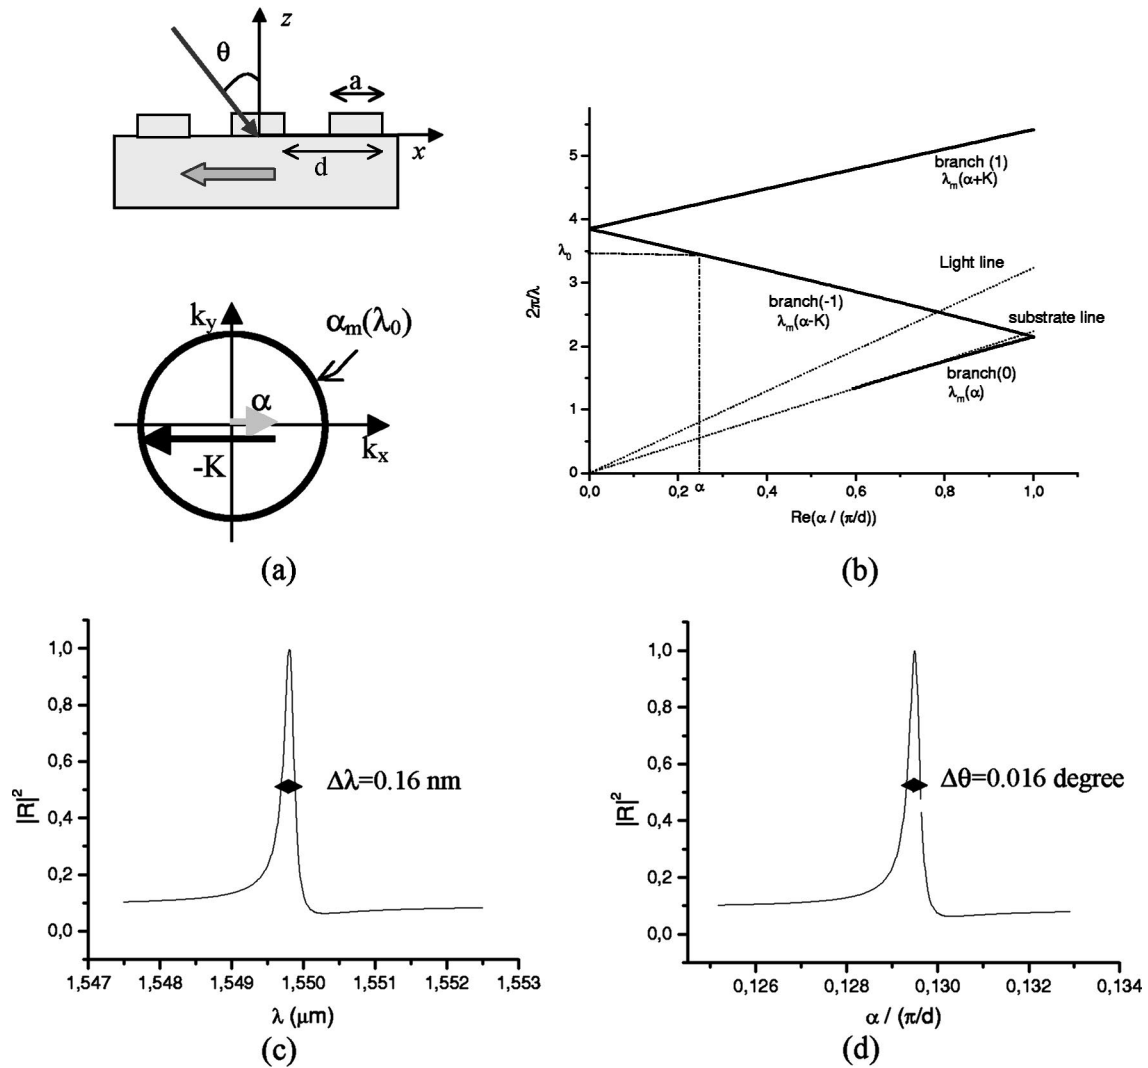 z
θ
a
x
d
k_y
α_m(λ_0)
α
k_x
-K
(a)
5
4
λ_0
3
2
1
0
2π/λ
branch (1)
λ_m(α+K)
Light line
branch(-1)
λ_m(α-K)
substrate line
branch(0)
λ_m(α)
0,0 0,2 α 0,4 0,6 0,8 1,0
Re(α / (π/d))
(b)
1,0
0,8
0,6
0,4
0,2
0,0
|R|²
Δλ=0.16 nm
1,547 1,548 1,549 1,550 1,551 1,552 1,553
λ (μm)
(c)
1,0
0,8
0,6
0,4
0,2
0,0
|R|²
Δθ=0.016 degree
0,126 0,128 0,130 0,132 0,134
α / (π/d)
(d)